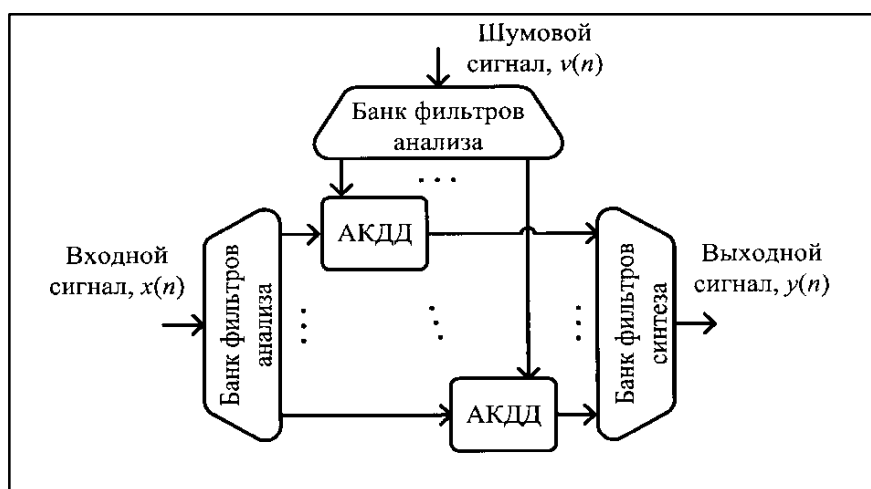 Шумовой
сигнал, v(n)
Банк фильтров
анализа
АКДД
Входной
сигнал, x(n)
Банк фильтров
анализа
Выходной
сигнал, y(n)
Банк фильтров
синтеза
АКДД